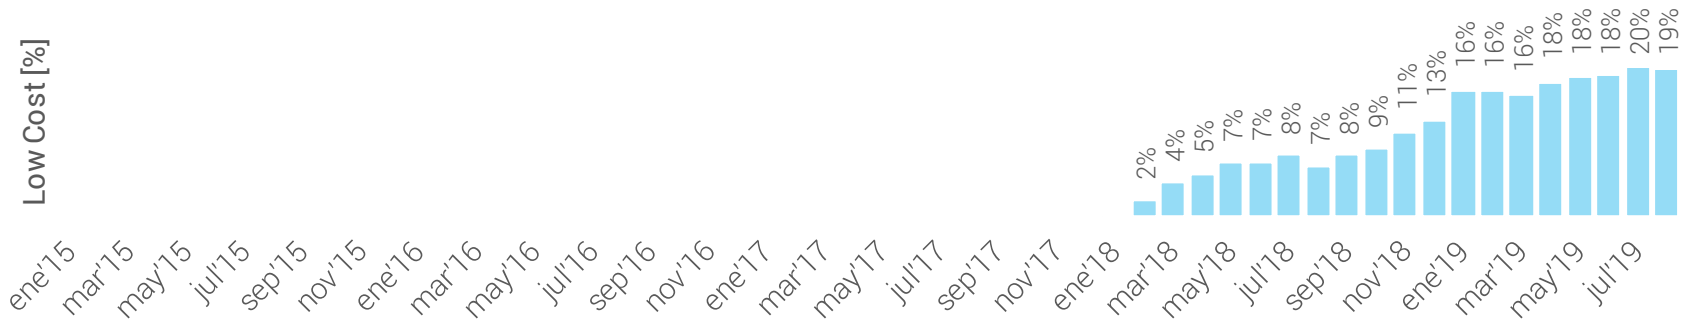 Low Cost [%]
2%
4%
5%
7%
7%
8%
7%
8%
9%
11%
13%
16%
16%
16%
18%
18%
18%
20%
19%
ene'15
mar'15
may'15
jul'15
sep'15
nov'15
ene'16
mar'16
may'16
jul'16
sep'16
nov'16
ene'17
mar'17
may'17
jul'17
sep'17
nov'17
ene'18
mar'18
may'18
jul'18
sep'18
nov'18
ene'19
mar'19
may'19
jul'19